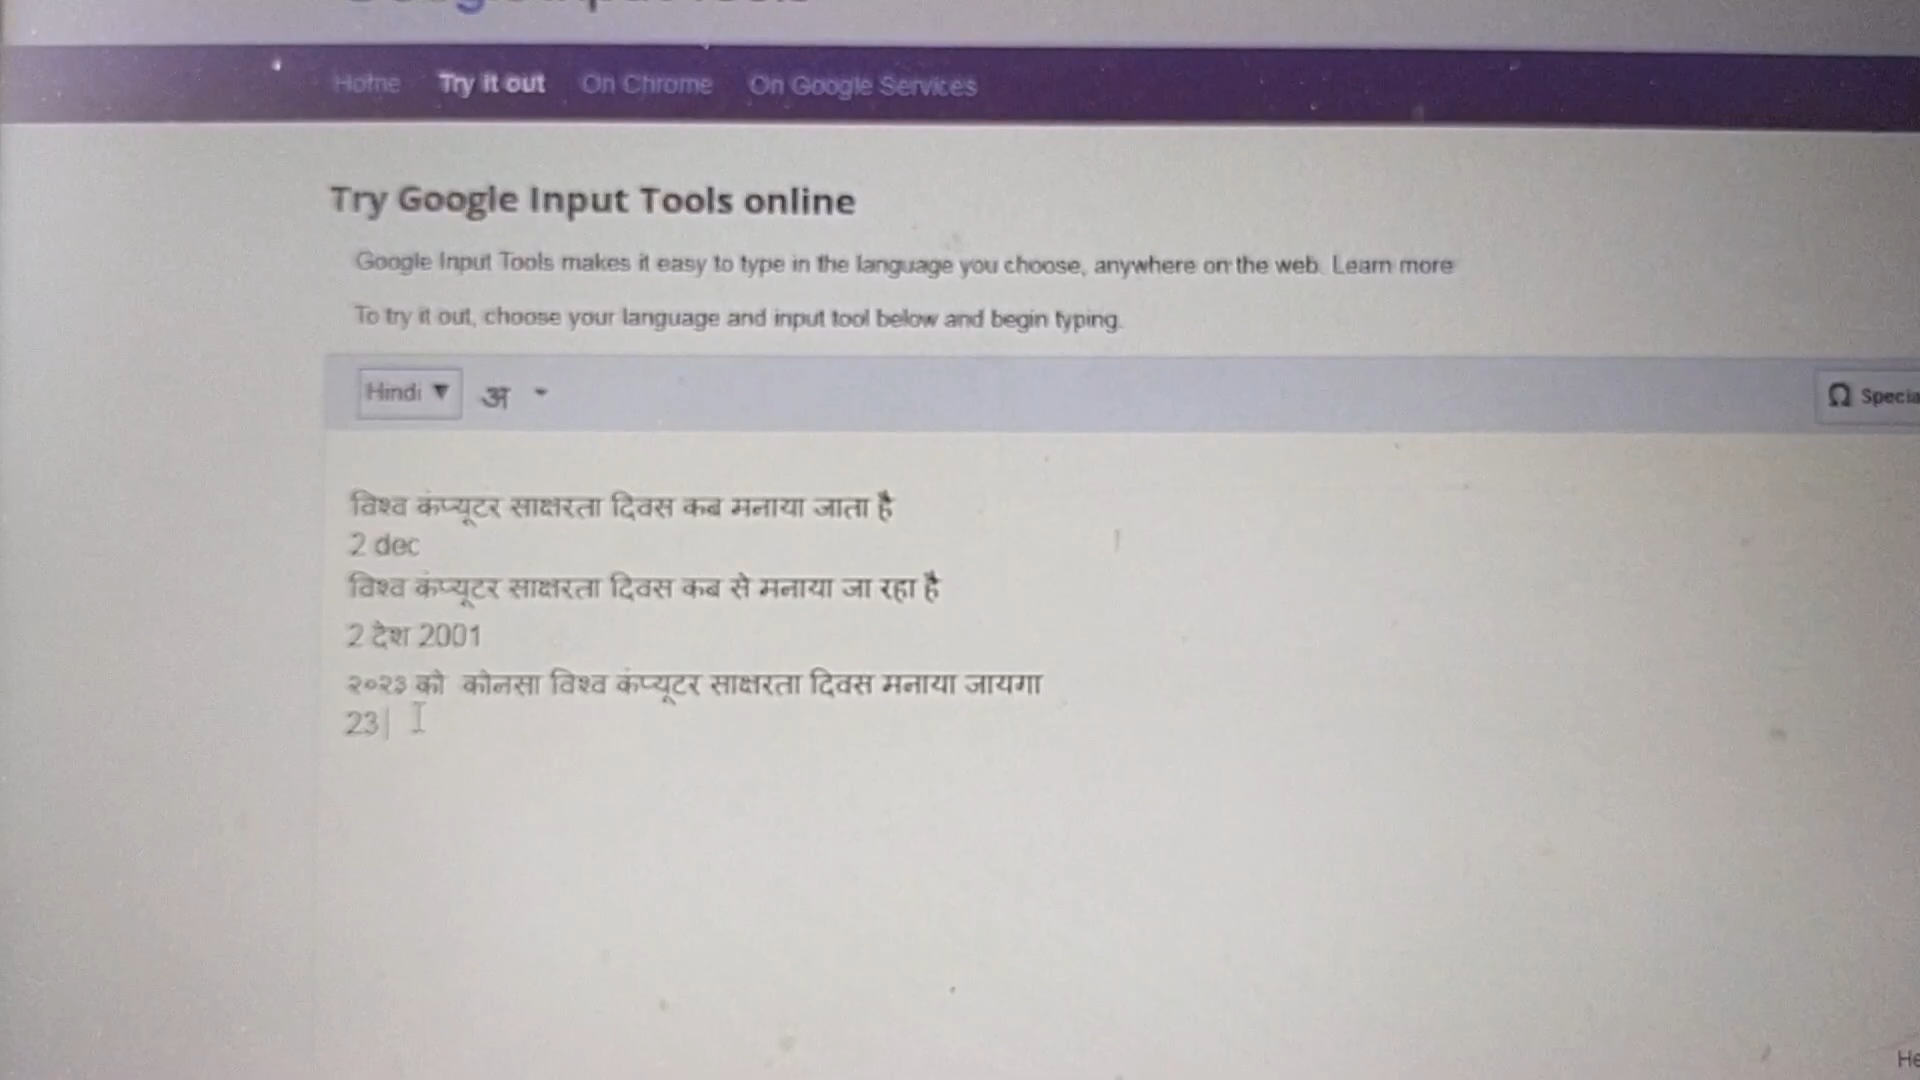 Home Try it out On Chrome On Google Services
Try Google Input Tools online
Google Input Tools makes it easy to type in the language you choose, anywhere on the web. Learn more
To try it out, choose your language and input tool below and begin typing.
Hindi ▼ अ Ω Specia
विश्व कंप्यूटर साक्षरता दिवस कब मनाया जाता है
2 dec
विश्व कंप्यूटर साक्षरता दिवस कब से मनाया जा रहा है
2 देश 2001
२०२३ को कोनसा विश्व कंप्यूटर साक्षरता दिवस मनाया जायगा
23
He